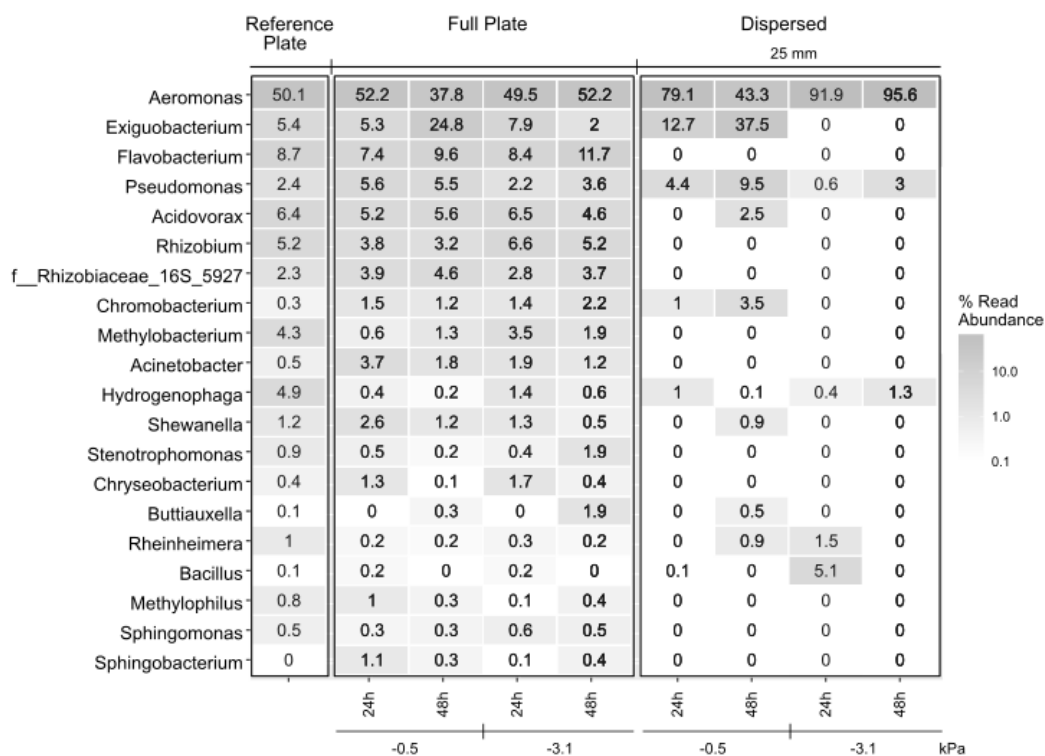 Reference Plate Full Plate Dispersed
25 mm
Aeromonas 50.1 52.2 37.8 49.5 52.2 79.1 43.3 91.9 95.6
Exiguobacterium 5.4 5.3 24.8 7.9 2 12.7 37.5 0 0
Flavobacterium 8.7 7.4 9.6 8.4 11.7 0 0 0 0
Pseudomonas 2.4 5.6 5.5 2.2 3.6 4.4 9.5 0.6 3
Acidovorax 6.4 5.2 5.6 6.5 4.6 0 2.5 0 0
Rhizobium 5.2 3.8 3.2 6.6 5.2 0 0 0 0
f__Rhizobiaceae_16S_5927 2.3 3.9 4.6 2.8 3.7 0 0 0 0
Chromobacterium 0.3 1.5 1.2 1.4 2.2 1 3.5 0 0
Methylobacterium 4.3 0.6 1.3 3.5 1.9 0 0 0 0
Acinetobacter 0.5 3.7 1.8 1.9 1.2 0 0 0 0
Hydrogenophaga 4.9 0.4 0.2 1.4 0.6 1 0.1 0.4 1.3
Shewanella 1.2 2.6 1.2 1.3 0.5 0 0.9 0 0
Stenotrophomonas 0.9 0.5 0.2 0.4 1.9 0 0 0 0
Chryseobacterium 0.4 1.3 0.1 1.7 0.4 0 0 0 0
Buttiauxella 0.1 0 0.3 0 1.9 0 0.5 0 0
Rheinheimera 1 0.2 0.2 0.3 0.2 0 0.9 1.5 0
Bacillus 0.1 0.2 0 0.2 0 0.1 0 5.1 0
Methylophilus 0.8 1 0.3 0.1 0.4 0 0 0 0
Sphingomonas 0.5 0.3 0.3 0.6 0.5 0 0 0 0
Sphingobacterium 0 1.1 0.3 0.1 0.4 0 0 0 0
24h 48h 24h 48h 24h 48h 24h 48h
-0.5 -3.1 -0.5 -3.1 kPa
% Read
Abundance
10.0
1.0
0.1